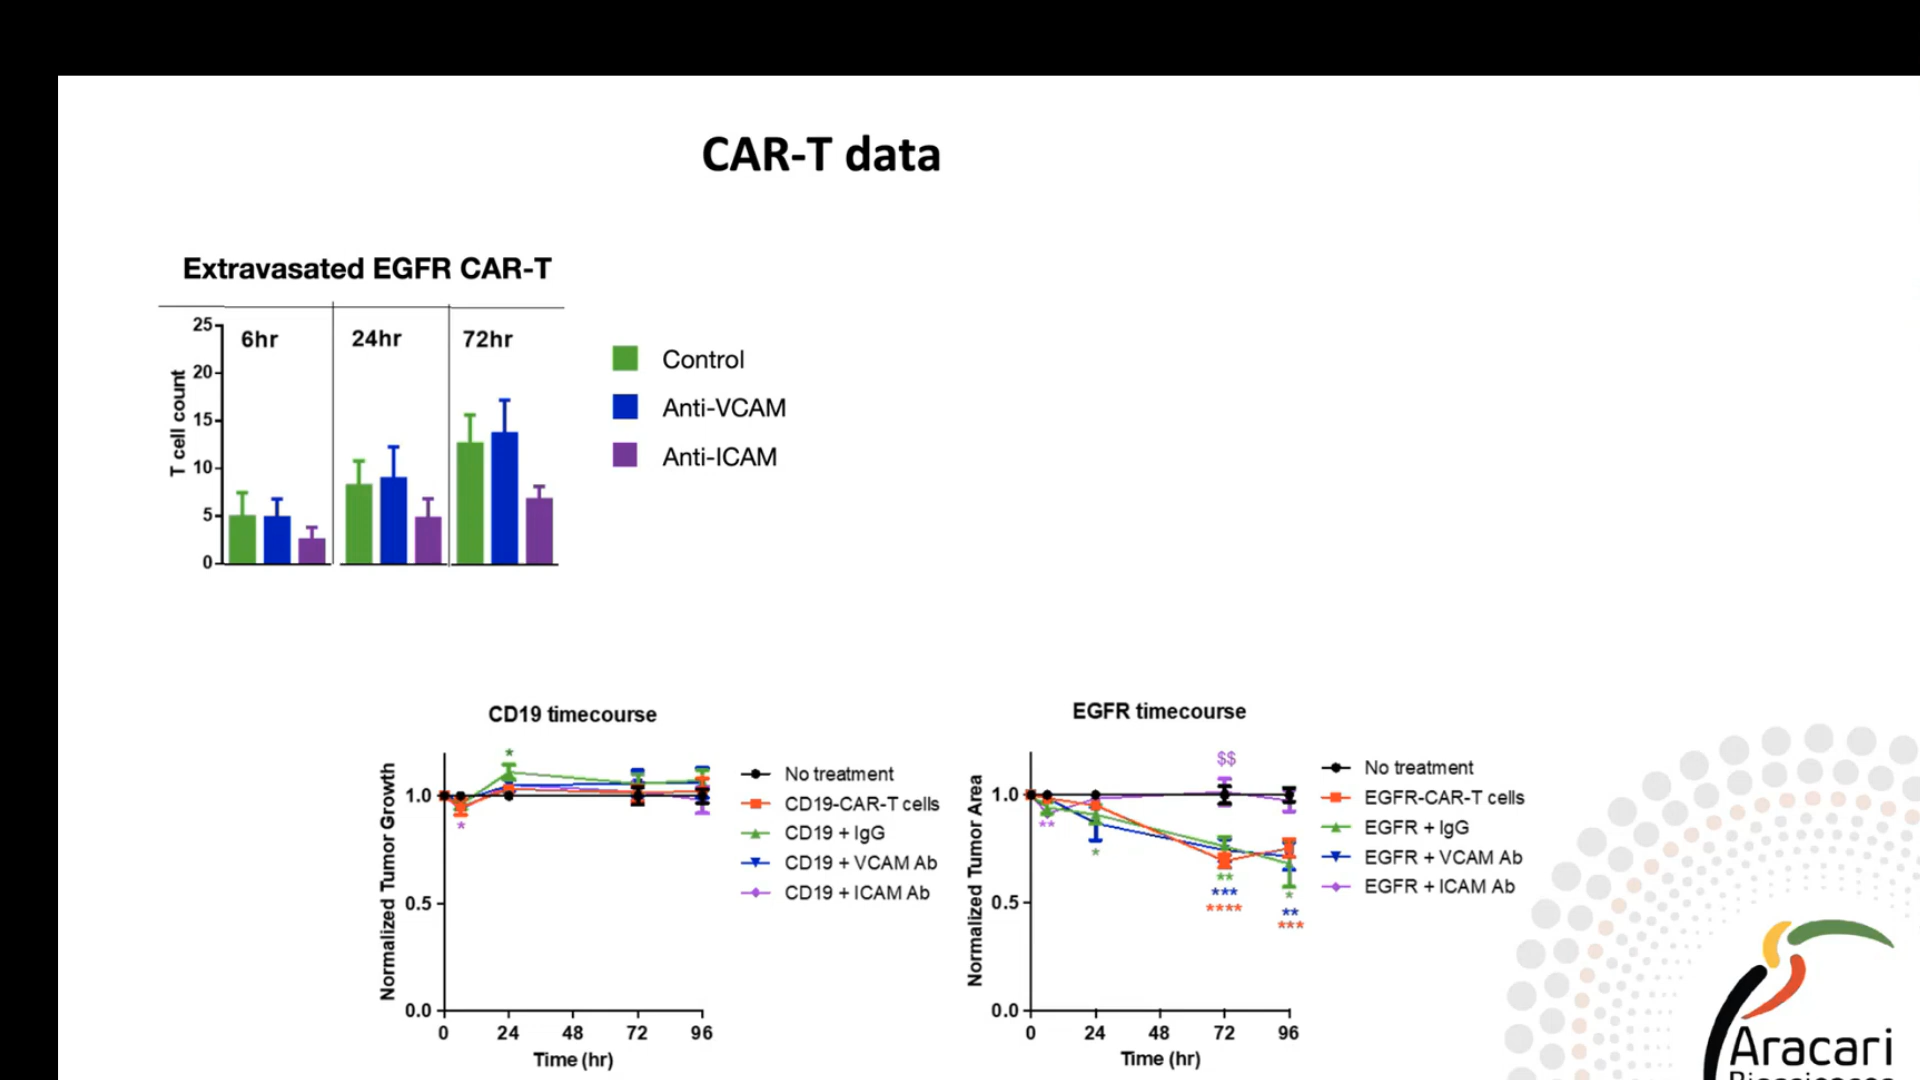 CAR-T data
Extravasated EGFR CAR-T
6hr
24hr
72hr
25
20
15
10
5
0
T cell count
Control
Anti-VCAM
Anti-ICAM
CD19 timecourse
*
*
Normalized Tumor Growth
1.0
0.5
0.0
0 24 48 72 96
Time (hr)
No treatment
CD19-CAR-T cells
CD19 + IgG
CD19 + VCAM Ab
CD19 + ICAM Ab
EGFR timecourse
$$
**
*
**
***
****
*
**
***
Normalized Tumor Area
1.0
0.5
0.0
0 24 48 72 96
Time (hr)
No treatment
EGFR-CAR-T cells
EGFR + IgG
EGFR + VCAM Ab
EGFR + ICAM Ab
Aracari